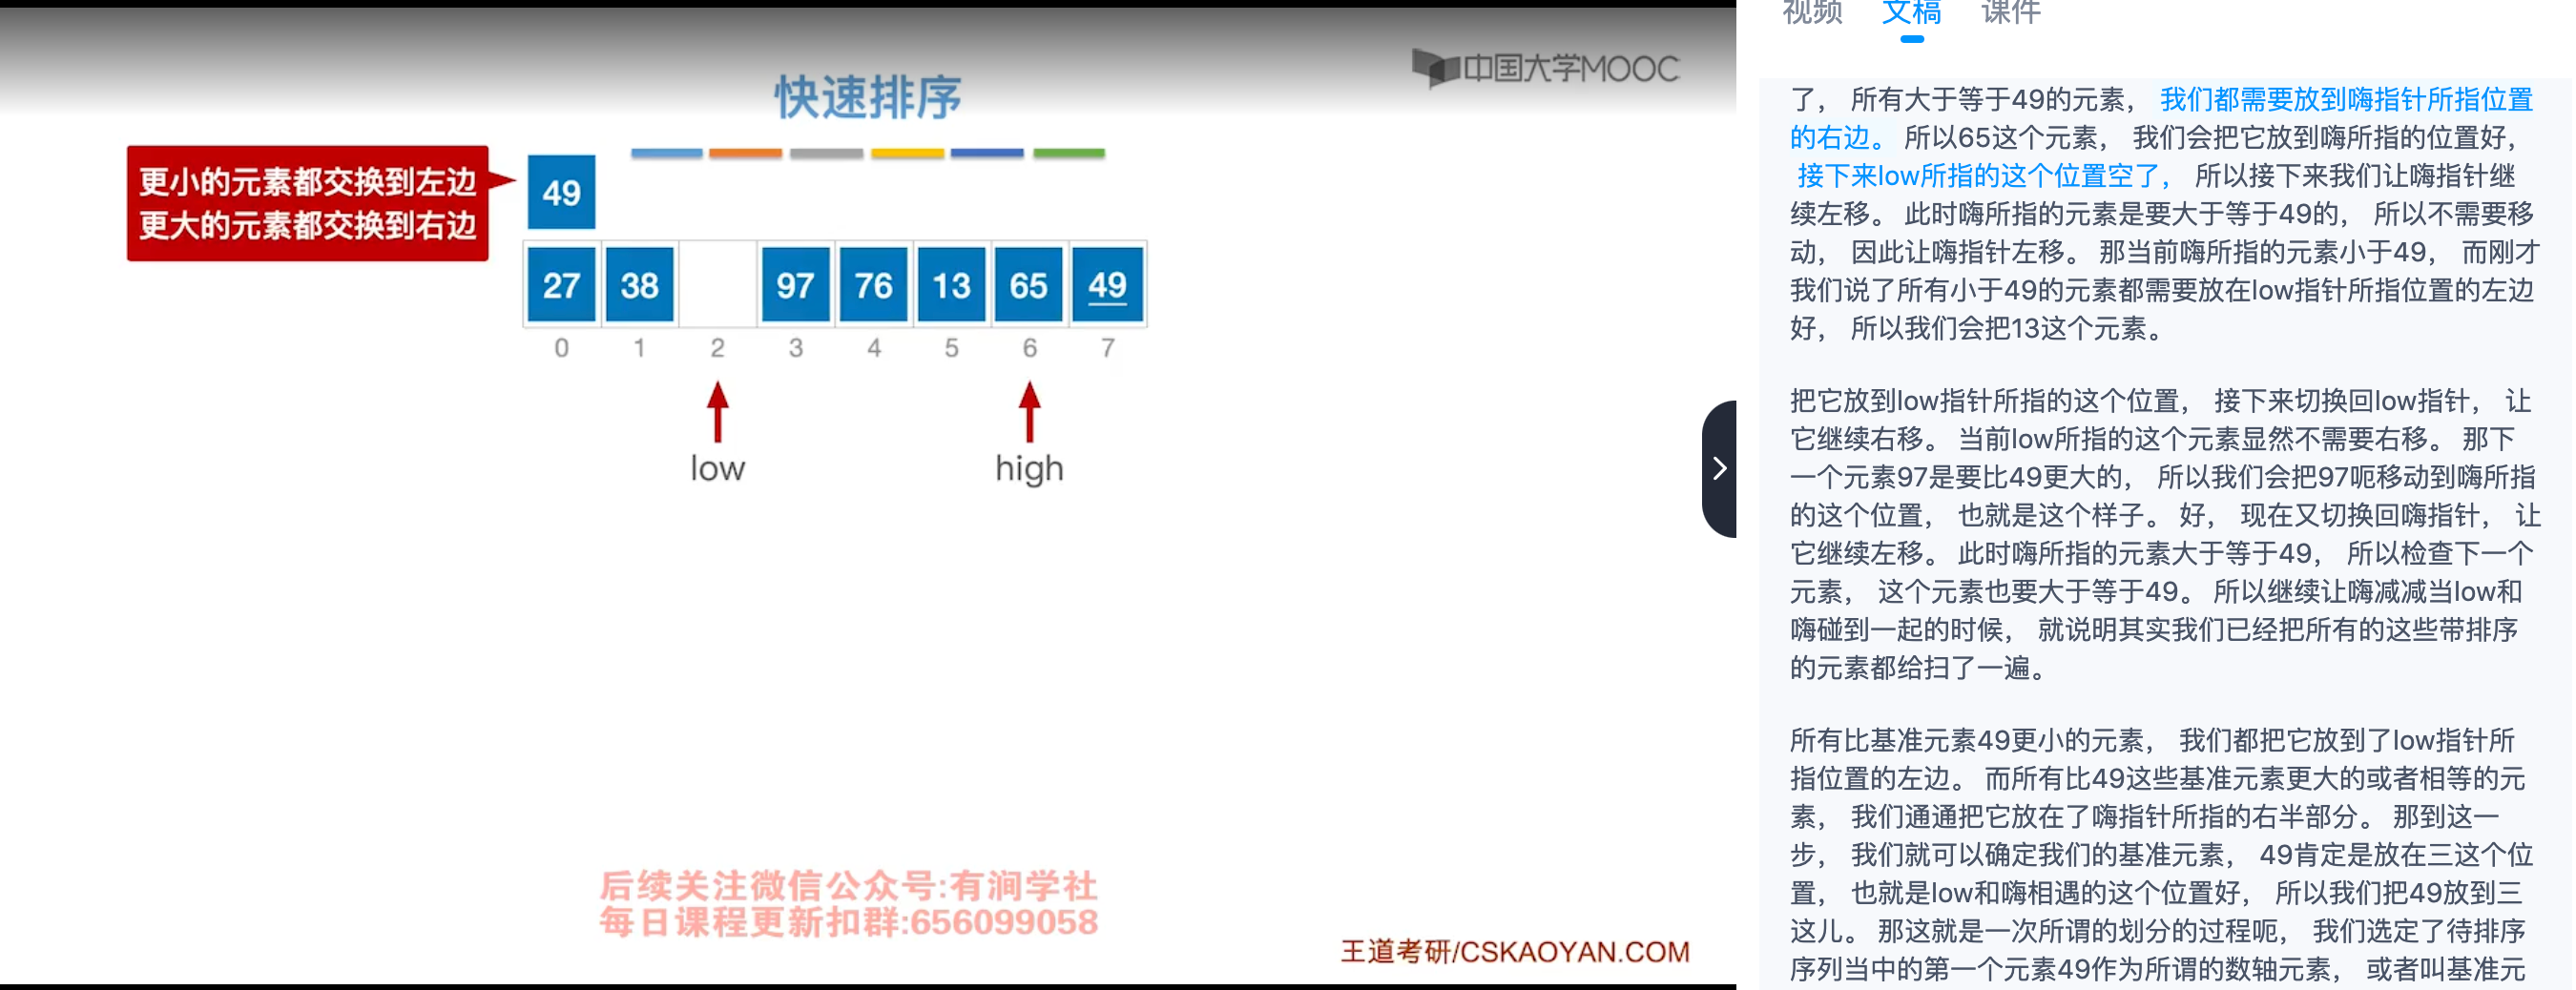 中国大学MOOC
快速排序
更小的元素都交换到左边
更大的元素都交换到右边
49
27 38 97 76 13 65 49
0 1 2 3 4 5 6 7
low high
后续关注微信公众号:有涧学社
每日课程更新扣群:656099058
王道考研/CSKAOYAN.COM
视频 文稿 课件
了， 所有大于等于49的元素， 我们都需要放到嗨指针所指位置
的右边。 所以65这个元素， 我们会把它放到嗨所指的位置好，
接下来low所指的这个位置空了， 所以接下来我们让嗨指针继
续左移。 此时嗨所指的元素是要大于等于49的， 所以不需要移
动， 因此让嗨指针左移。 那当前嗨所指的元素小于49， 而刚才
我们说了所有小于49的元素都需要放在low指针所指位置的左边
好， 所以我们会把13这个元素。
把它放到low指针所指的这个位置， 接下来切换回low指针， 让
它继续右移。 当前low所指的这个元素显然不需要右移。 那下
一个元素97是要比49更大的， 所以我们会把97呃移动到嗨所指
的这个位置， 也就是这个样子。 好， 现在又切换回嗨指针， 让
它继续左移。 此时嗨所指的元素大于等于49， 所以检查下一个
元素， 这个元素也要大于等于49。 所以继续让嗨减减当low和
嗨碰到一起的时候， 就说明其实我们已经把所有的这些带排序
的元素都给扫了一遍。
所有比基准元素49更小的元素， 我们都把它放到了low指针所
指位置的左边。 而所有比49这些基准元素更大的或者相等的元
素， 我们通通把它放在了嗨指针所指的右半部分。 那到这一
步， 我们就可以确定我们的基准元素， 49肯定是放在三这个位
置， 也就是low和嗨相遇的这个位置好， 所以我们把49放到三
这儿。 那这就是一次所谓的划分的过程呃， 我们选定了待排序
序列当中的第一个元素49作为所谓的数轴元素， 或者叫基准元